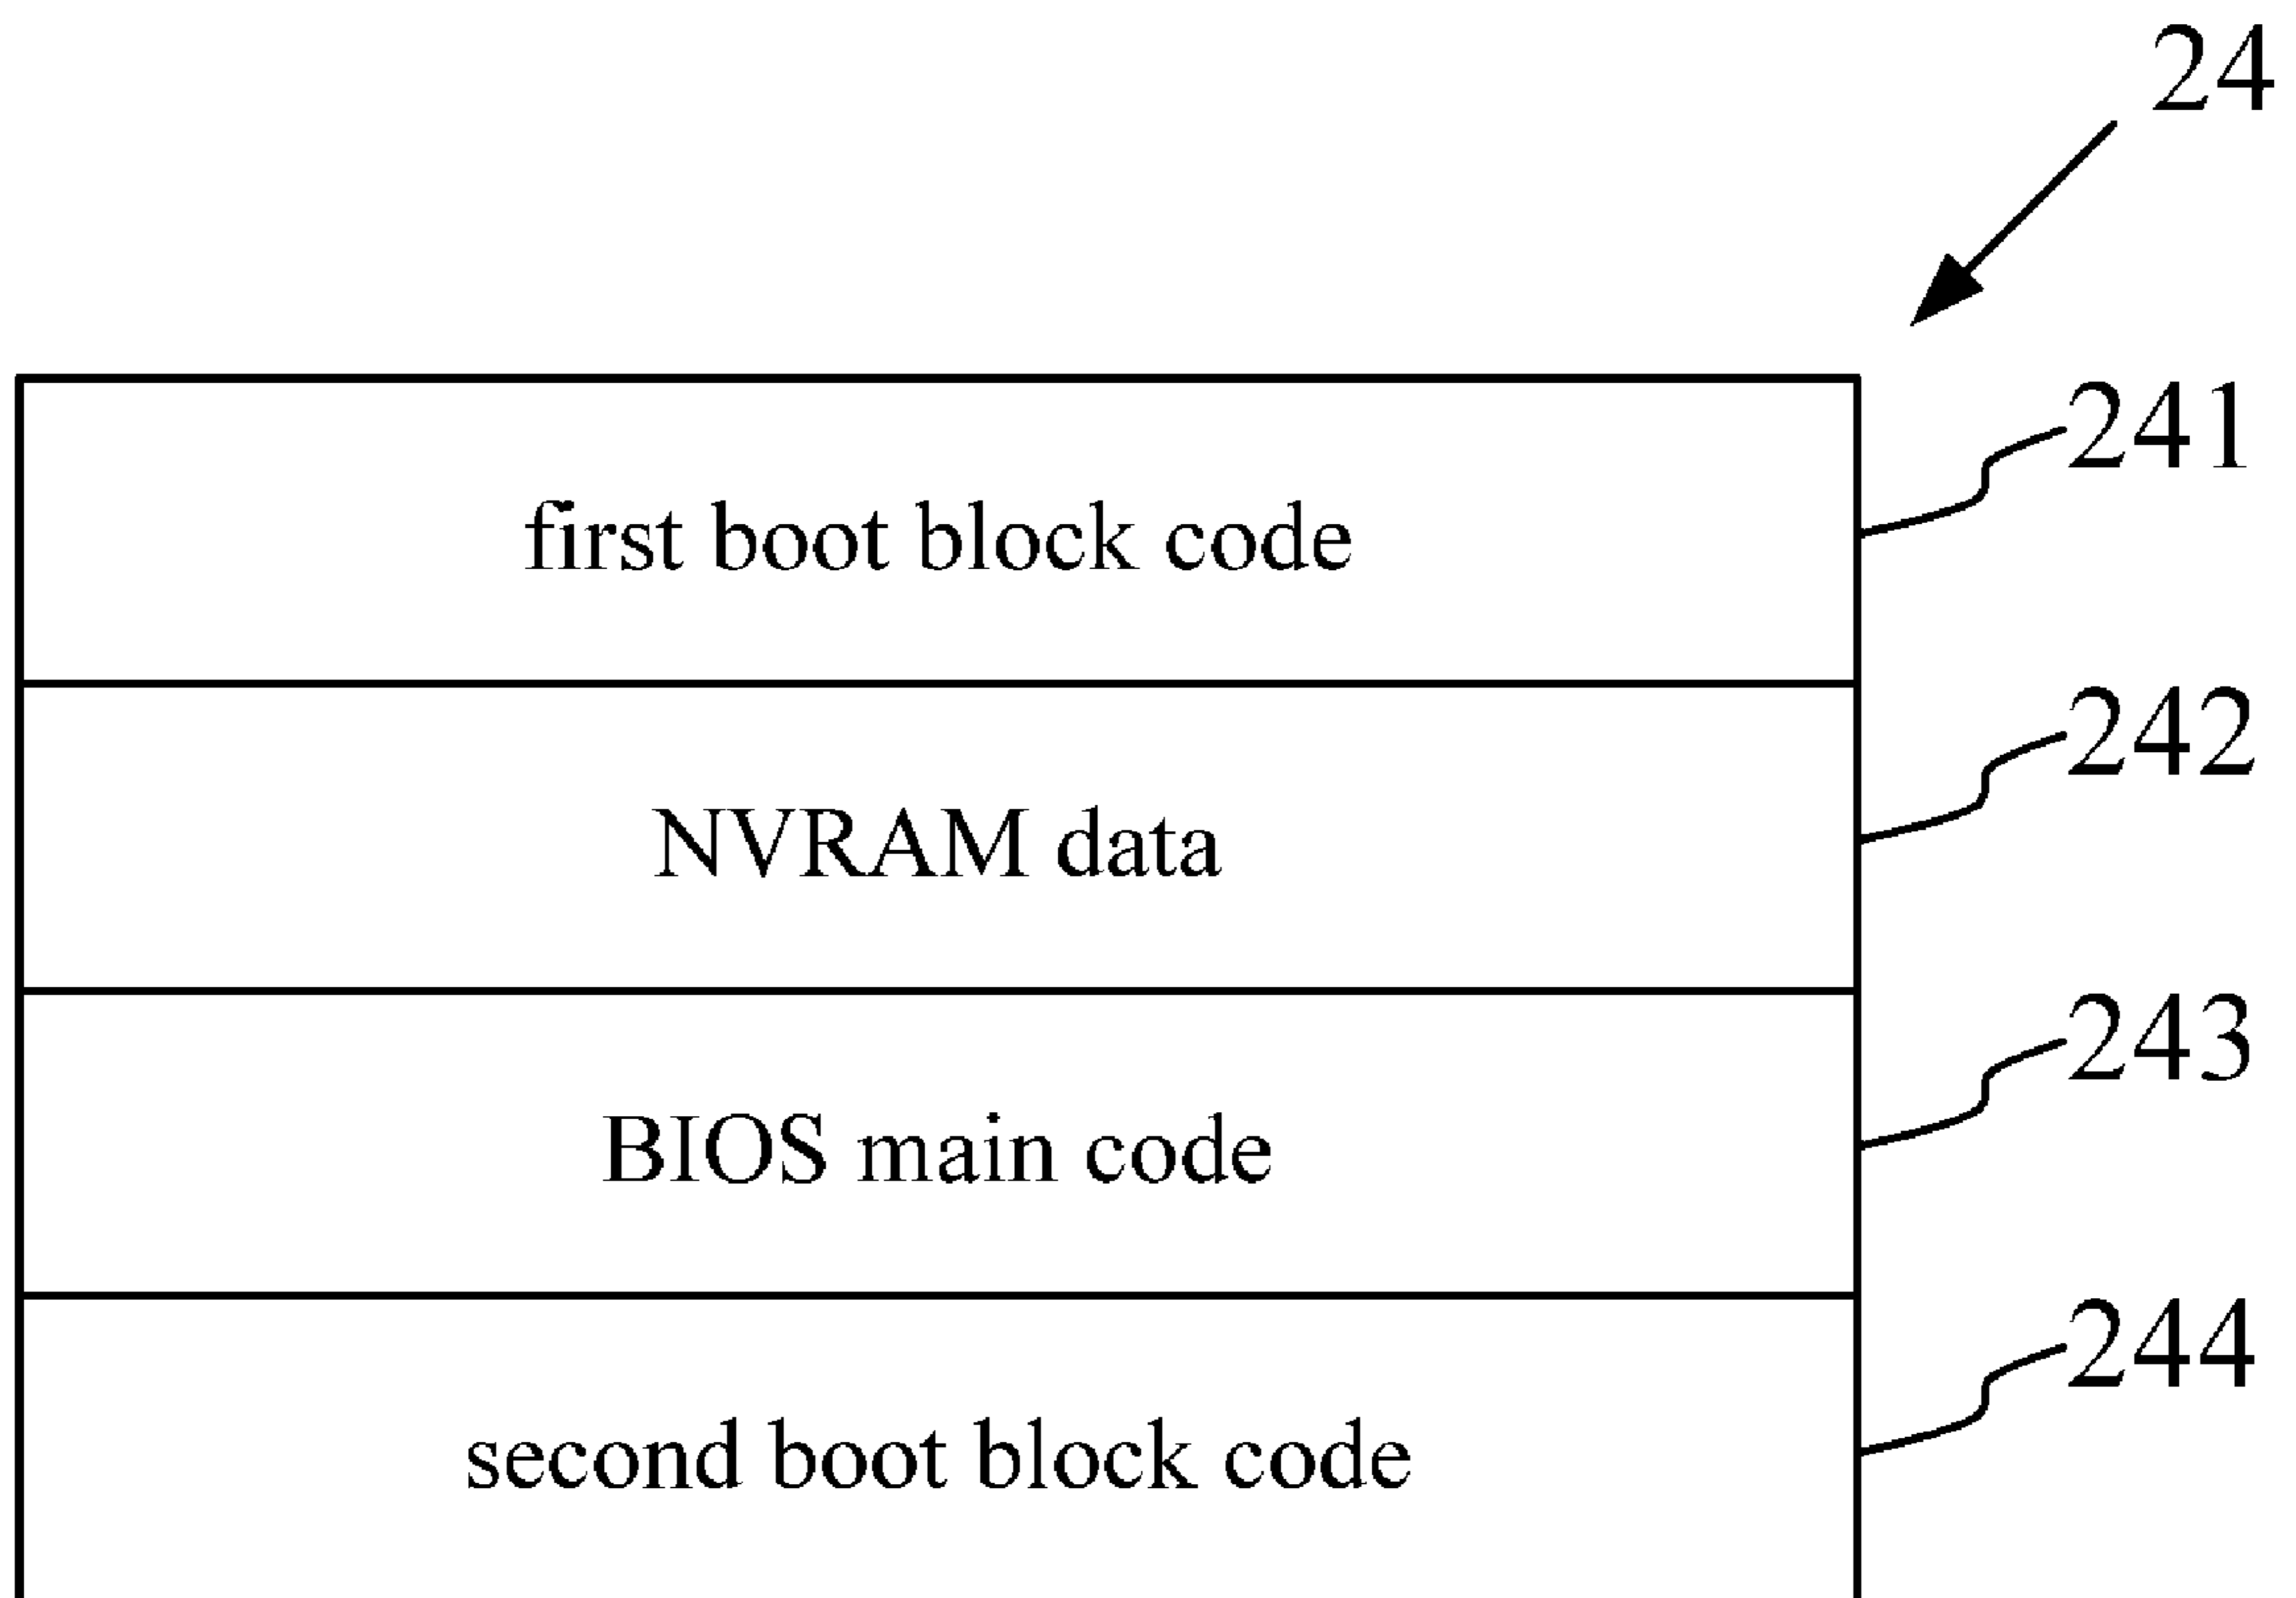 24
first boot block code 241
NVRAM data 242
BIOS main code 243
second boot block code 244